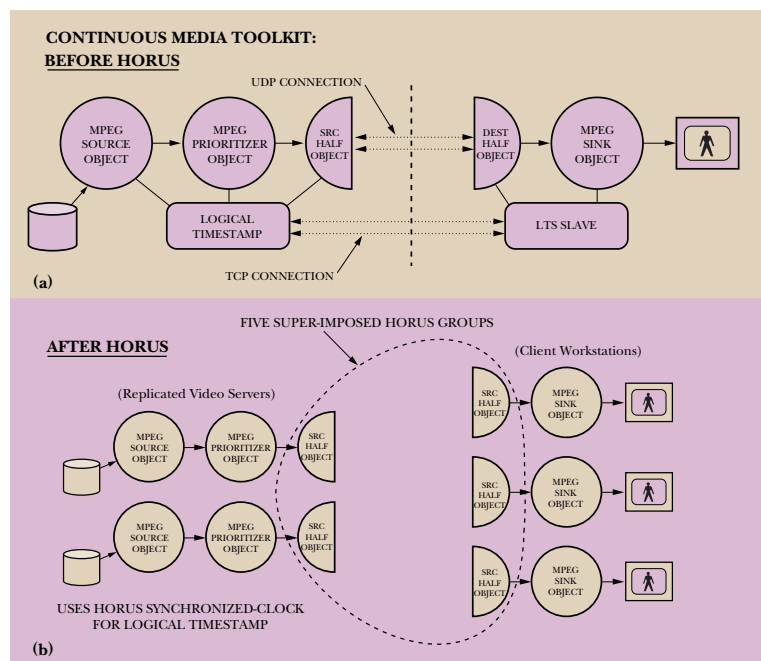 CONTINUOUS MEDIA TOOLKIT:
BEFORE HORUS
UDP CONNECTION
MPEG
SOURCE
OBJECT
MPEG
PRIORITIZER
OBJECT
SRC
HALF
OBJECT
DEST
HALF
OBJECT
MPEG
SINK
OBJECT
LOGICAL
TIMESTAMP
LTS SLAVE
TCP CONNECTION
(a)
FIVE SUPER-IMPOSED HORUS GROUPS
AFTER HORUS
(Client Workstations)
(Replicated Video Servers)
SRC
HALF
OBJECT
MPEG
SINK
OBJECT
MPEG
SOURCE
OBJECT
MPEG
PRIORITIZER
OBJECT
SRC
HALF
OBJECT
SRC
HALF
OBJECT
MPEG
SINK
OBJECT
MPEG
SOURCE
OBJECT
MPEG
PRIORITIZER
OBJECT
SRC
HALF
OBJECT
SRC
HALF
OBJECT
MPEG
SINK
OBJECT
USES HORUS SYNCHRONIZED-CLOCK
FOR LOGICAL TIMESTAMP
(b)